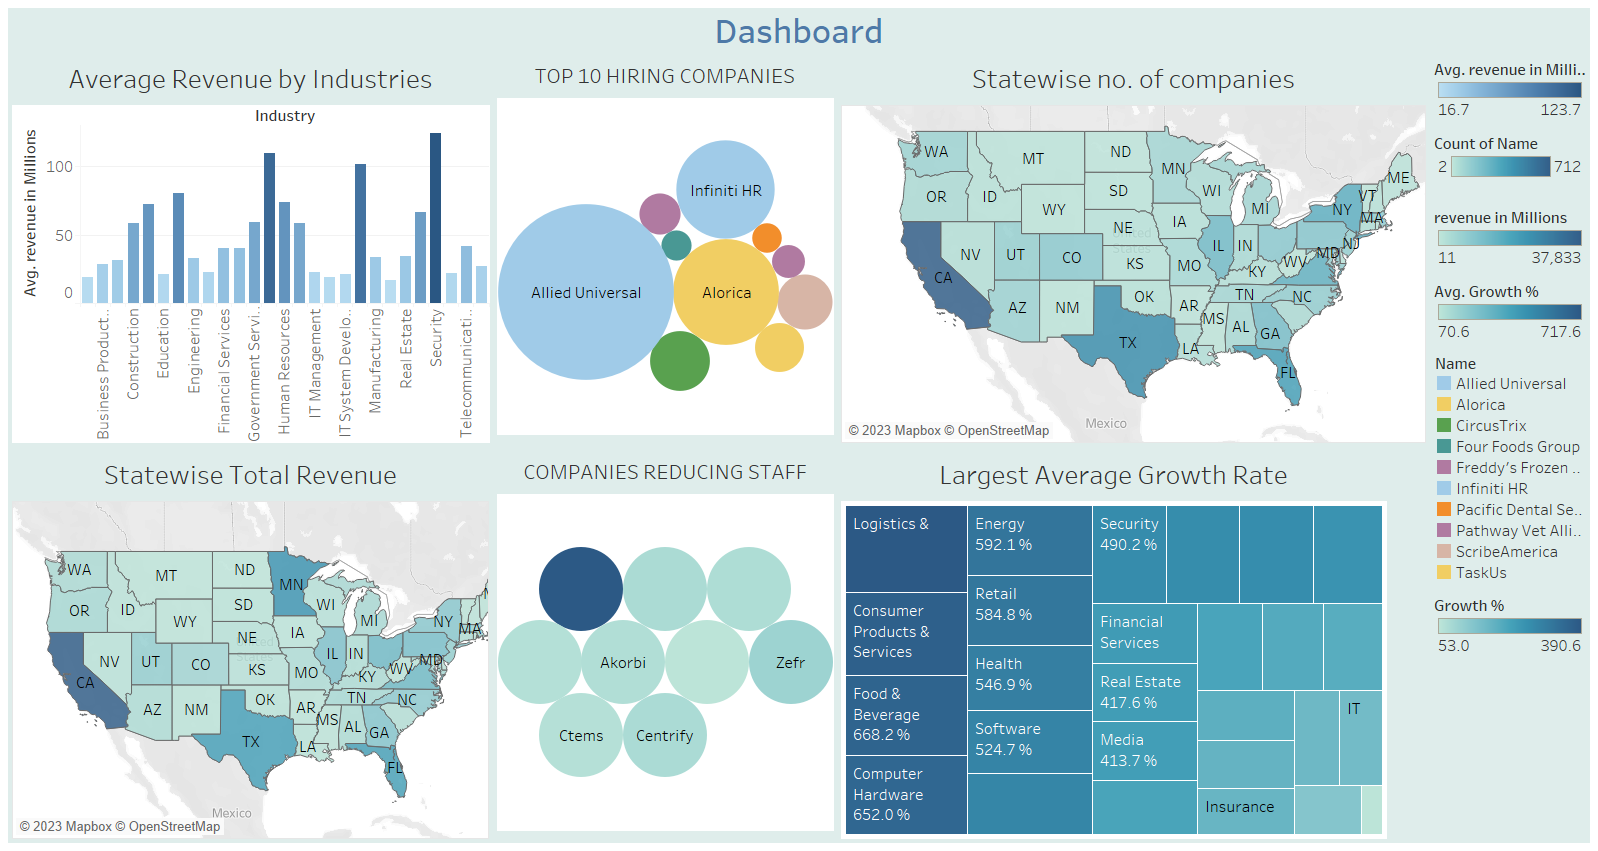 Dashboard
Average Revenue by Industries
Industry
Avg. revenue in Millions
100
50
0
Business Product..
Construction
Education
Engineering
Financial Services
Government Servi..
Human Resources
IT Management
IT System Develo..
Manufacturing
Real Estate
Security
Telecommunicati..
TOP 10 HIRING COMPANIES
Infiniti HR
Allied Universal
Alorica
Statewise no. of companies
WA
MT
ND
MN
ME
OR
ID
SD
WI
MI
NY
VT
MA
WY
IA
NE
NV
UT
CO
IL
IN
NJ
MD
CA
KS
MO
KY
WV
AZ
NM
OK
AR
TN
NC
MS
AL
GA
TX
LA
FL
Mexico
© 2023 Mapbox © OpenStreetMap
Avg. revenue in Milli..
16.7
123.7
Count of Name
2
712
revenue in Millions
11
37,833
Avg. Growth %
70.6
717.6
Name
Allied Universal
Alorica
CircusTrix
Four Foods Group
Freddy's Frozen ..
Infiniti HR
Pacific Dental Se..
Pathway Vet Alli..
ScribeAmerica
TaskUs
Growth %
53.0
390.6
Statewise Total Revenue
WA
MT
ND
MN
OR
ID
SD
WI
MI
NY
MA
WY
IA
NE
NV
UT
CO
IL
IN
MD
CA
KS
MO
KY
WV
AZ
NM
OK
AR
TN
NC
MS
AL
GA
TX
LA
FL
Mexico
© 2023 Mapbox © OpenStreetMap
COMPANIES REDUCING STAFF
Akorbi
Zefr
Ctems
Centrify
Largest Average Growth Rate
Logistics &
Consumer
Products &
Services
Food &
Beverage
668.2 %
Computer
Hardware
652.0 %
Energy
592.1 %
Retail
584.8 %
Health
546.9 %
Software
524.7 %
Security
490.2 %
Financial
Services
Real Estate
417.6 %
Media
413.7 %
IT
Insurance